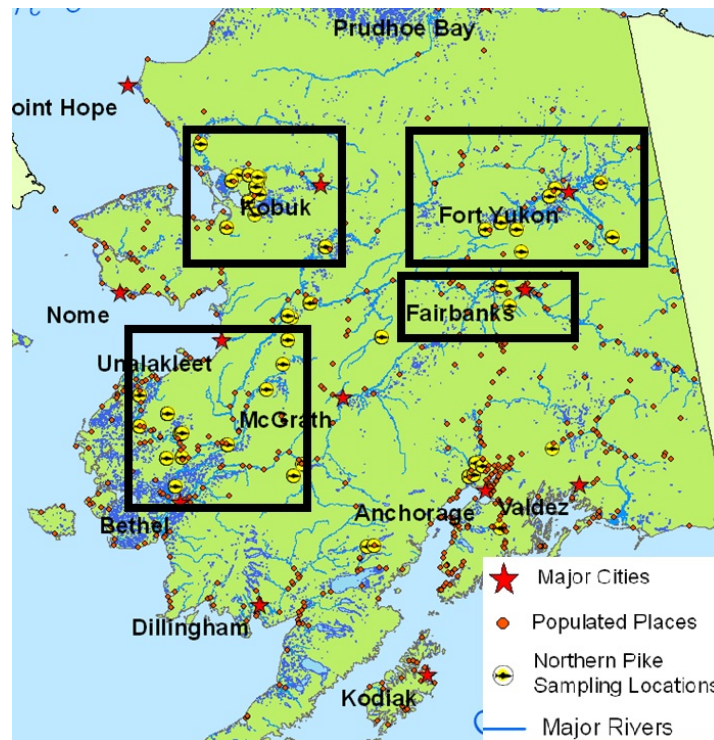 Prudhoe Bay
oint Hope
Kobuk
Fort Yukon
Nome
Fairbanks
Unalakleet
McGrath
Bethel
Anchorage
Valdez
Dillingham
Kodiak
Major Cities
Populated Places
Northern Pike
Sampling Locations
Major Rivers